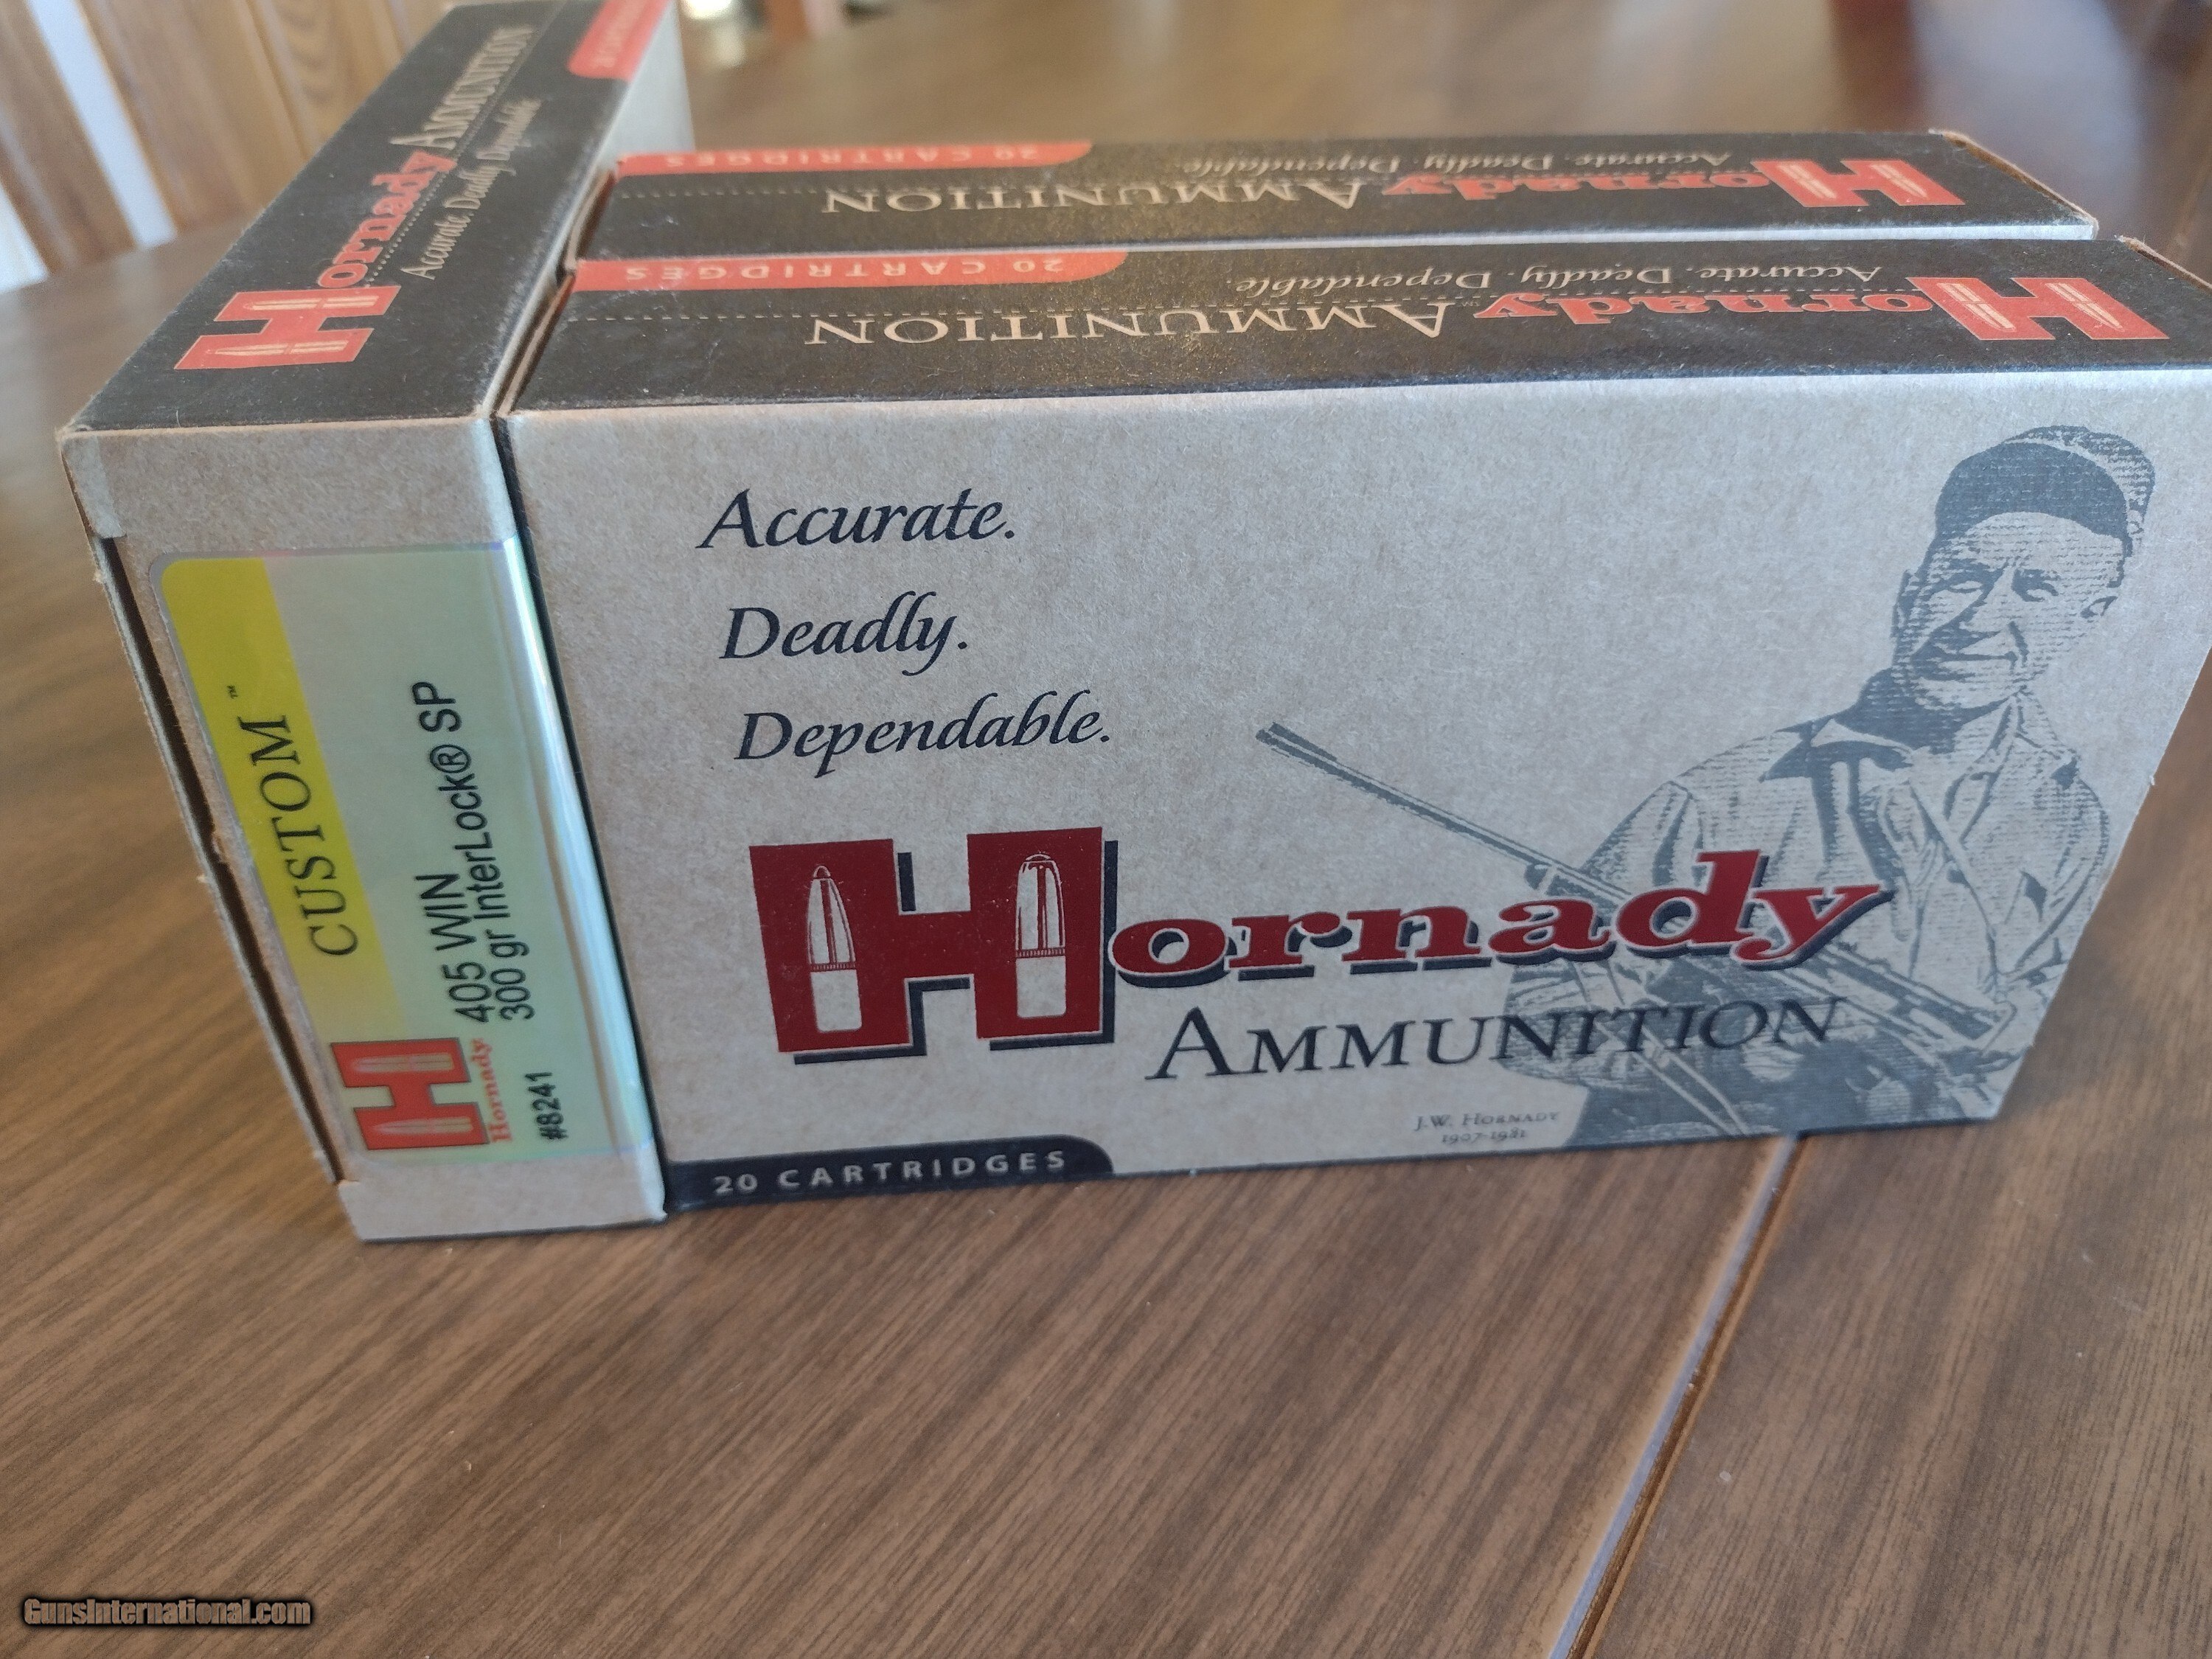 Hornady AMMUNITION
Accurate. Deadly. Dependable.
20 CARTRIDGES
Hornady AMMUNITION
Accurate. Deadly. Dependable.
20 CARTRIDGES
Hornady AMMUNITION
Accurate. Deadly. Dependable.
CUSTOM™
405 WIN
300 gr InterLock® SP
Hornady
#8241
Accurate.
Deadly.
Dependable.
Hornady
AMMUNITION
J.W. HORNADY
1907-1981
20 CARTRIDGES
GunsInternational.com